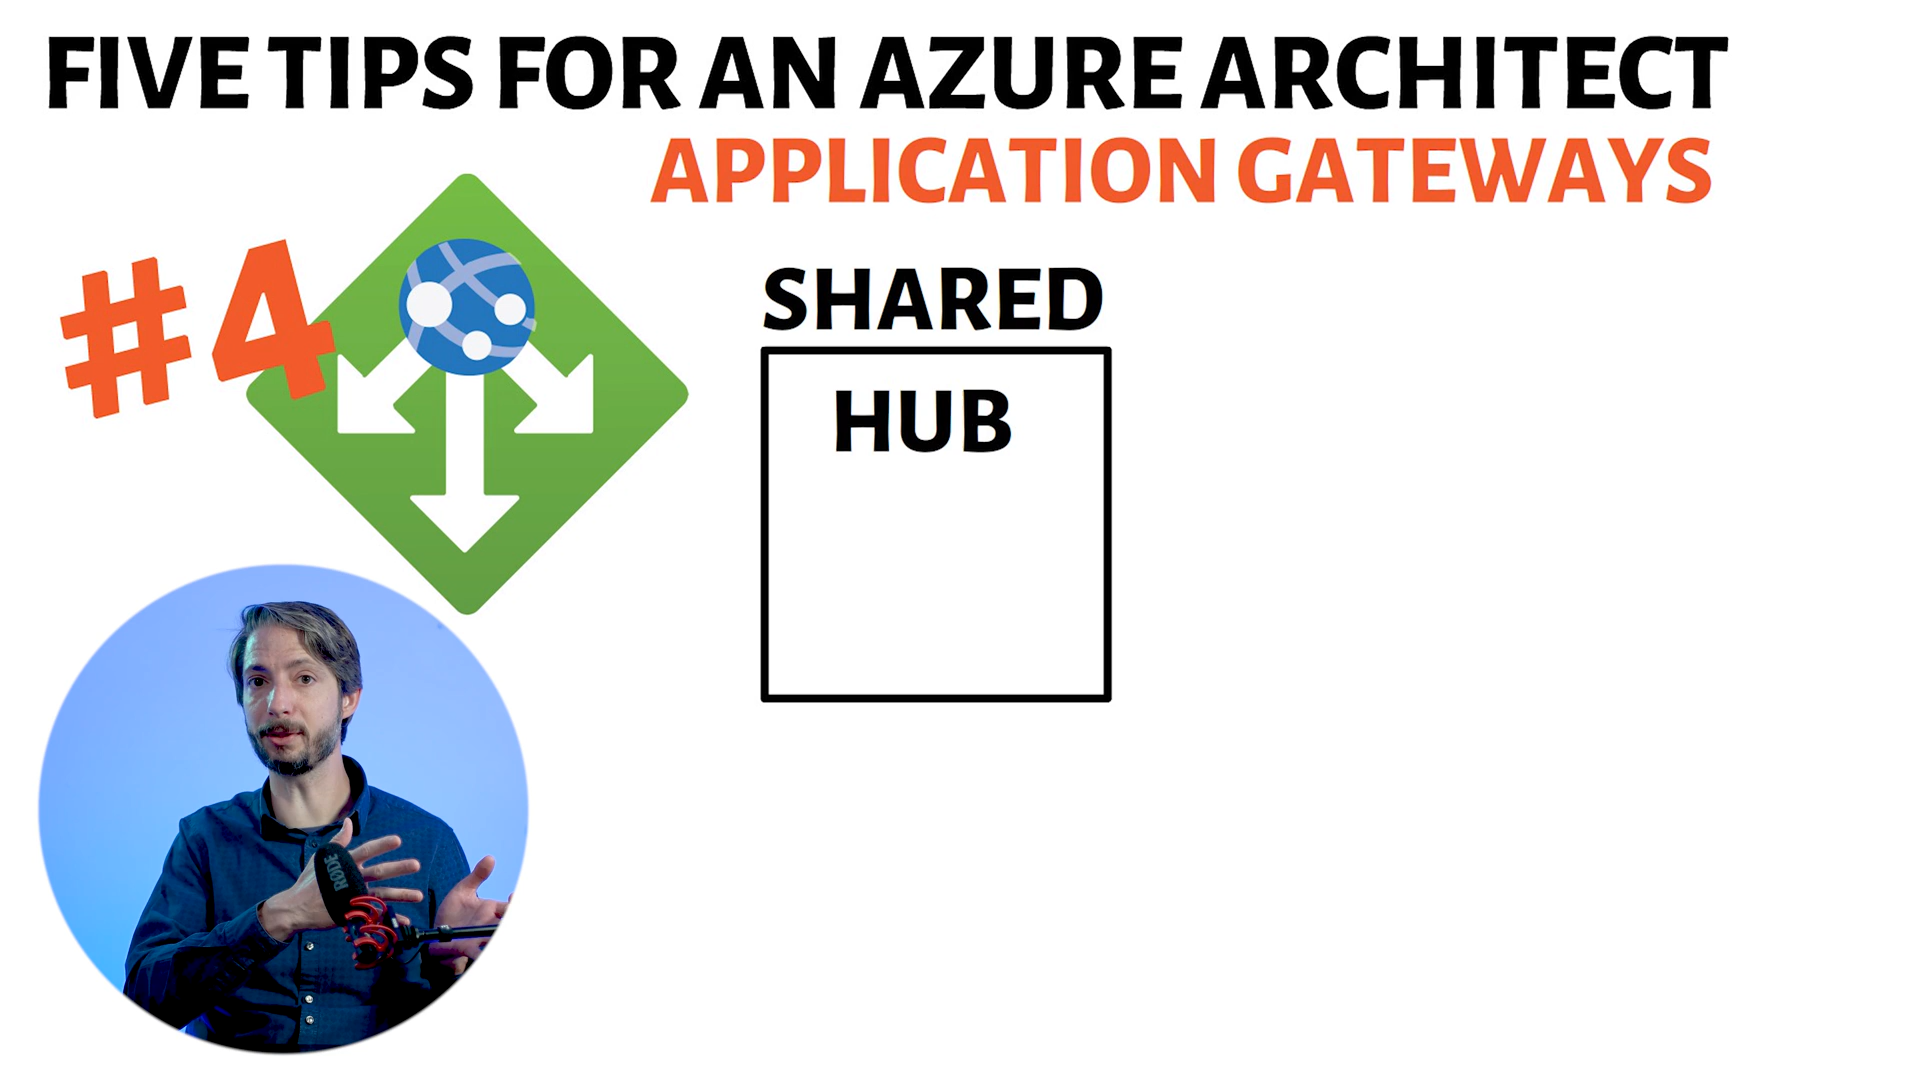 FIVE TIPS FOR AN AZURE ARCHITECT
APPLICATION GATEWAYS
#4
SHARED
HUB
RØDE